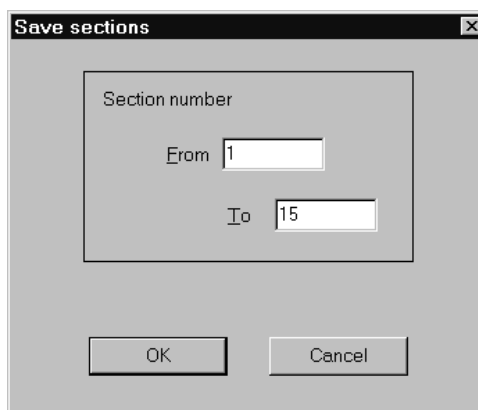 Save sections
Section number
From 1
To 15
OK Cancel